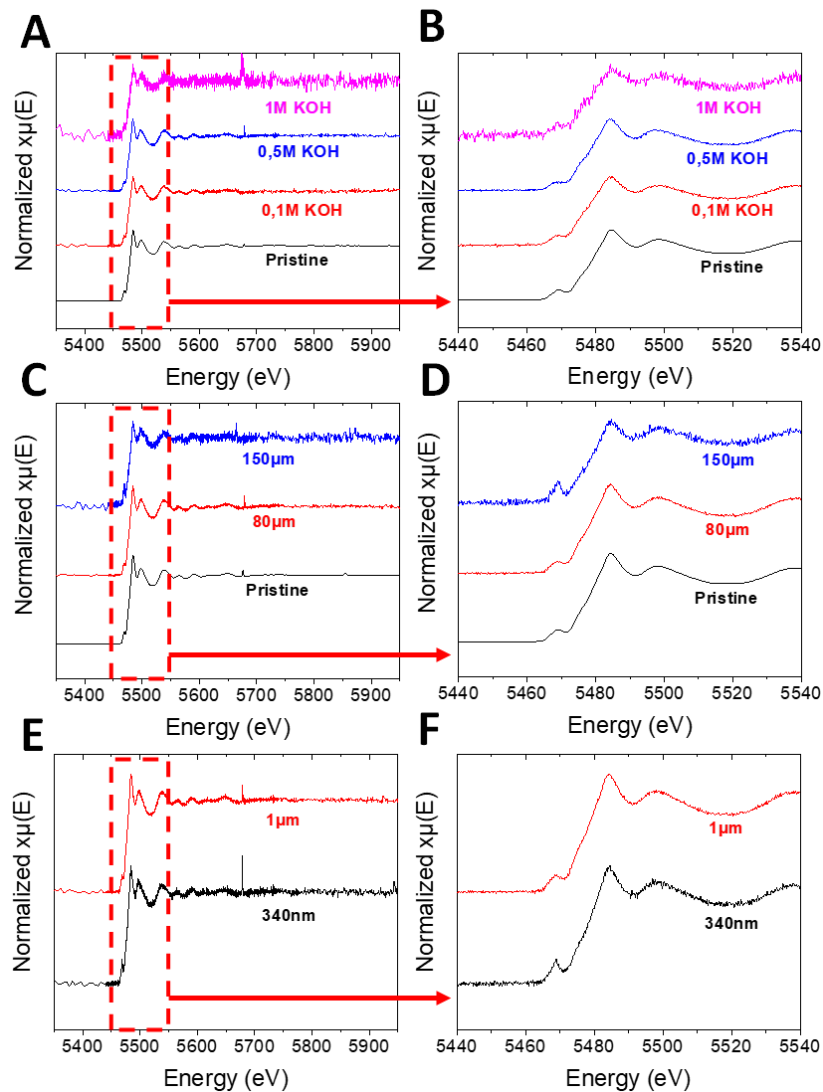 A
Normalized xμ(E)
1M KOH
0,5M KOH
0,1M KOH
Pristine
5400 5500 5600 5700 5800 5900
Energy (eV)
B
Normalized xμ(E)
1M KOH
0,5M KOH
0,1M KOH
Pristine
5440 5460 5480 5500 5520 5540
Energy (eV)
C
Normalized xμ(E)
150μm
80μm
Pristine
5400 5500 5600 5700 5800 5900
Energy (eV)
D
Normalized xμ(E)
150μm
80μm
Pristine
5440 5460 5480 5500 5520 5540
Energy (eV)
E
Normalized xμ(E)
1μm
340nm
5400 5500 5600 5700 5800 5900
Energy (eV)
F
Normalized xμ(E)
1μm
340nm
5440 5460 5480 5500 5520 5540
Energy (eV)